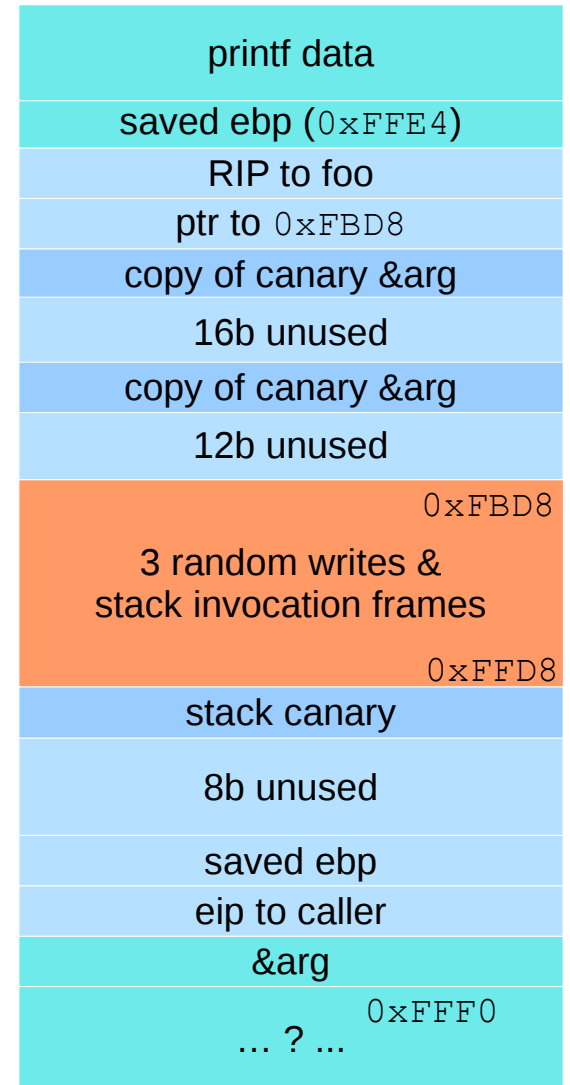 printf data
saved ebp (0xFFE4)
RIP to foo
ptr to 0xFBD8
copy of canary &arg
16b unused
copy of canary &arg
12b unused
0xFBD8
3 random writes &
stack invocation frames
0xFFD8
stack canary
8b unused
saved ebp
eip to caller
&arg
0xFFF0
… ? ...